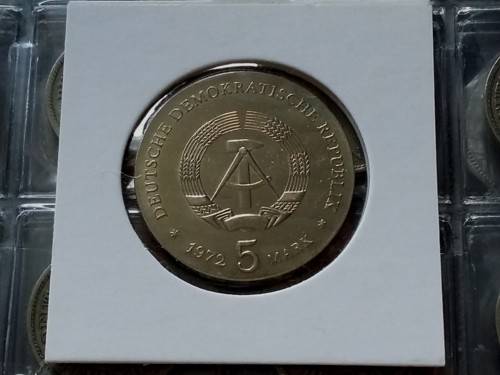 DEUTSCHE DEMOKRATISCHE REPUBLIK
* 1972 5 MARK *